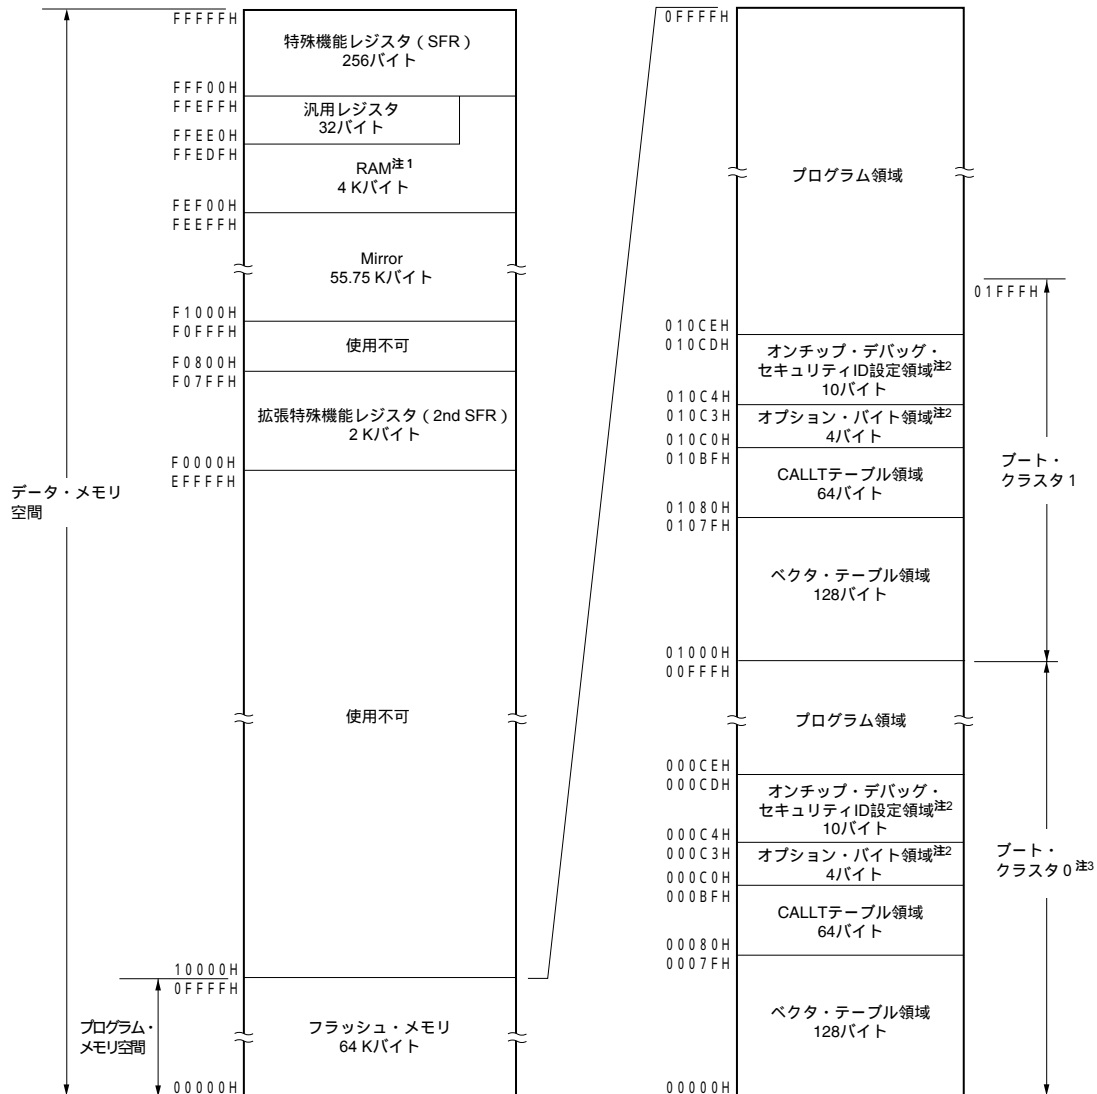 FFFFFH
特殊機能レジスタ(SFR)
256バイト
FFF00H
FFEFFH
汎用レジスタ
32バイト
FFEE0H
FFEDFH
RAM注1
4 Kバイト
FEF00H
FEEFFH
Mirror
55.75 Kバイト
F1000H
F0FFFH
使用不可
F0800H
F07FFH
拡張特殊機能レジスタ(2nd SFR)
2 Kバイト
F0000H
EFFFFH
データ・メモリ
空間
使用不可
10000H
0FFFFH
プログラム・
メモリ空間
フラッシュ・メモリ
64 Kバイト
00000H
0FFFFH
プログラム領域
01FFFH
010CEH
010CDH
オンチップ・デバッグ・
セキュリティID設定領域注2
10バイト
010C4H
010C3H
オプション・バイト領域注2
4バイト
010C0H
010BFH
CALLTテーブル領域
64バイト
ブート・
クラスタ1
01080H
0107FH
ベクタ・テーブル領域
128バイト
01000H
00FFFH
プログラム領域
000CEH
000CDH
オンチップ・デバッグ・
セキュリティID設定領域注2
10バイト
000C4H
000C3H
オプション・バイト領域注2
4バイト
000C0H
000BFH
ブート・
クラスタ0注3
CALLTテーブル領域
64バイト
00080H
0007FH
ベクタ・テーブル領域
128バイト
00000H